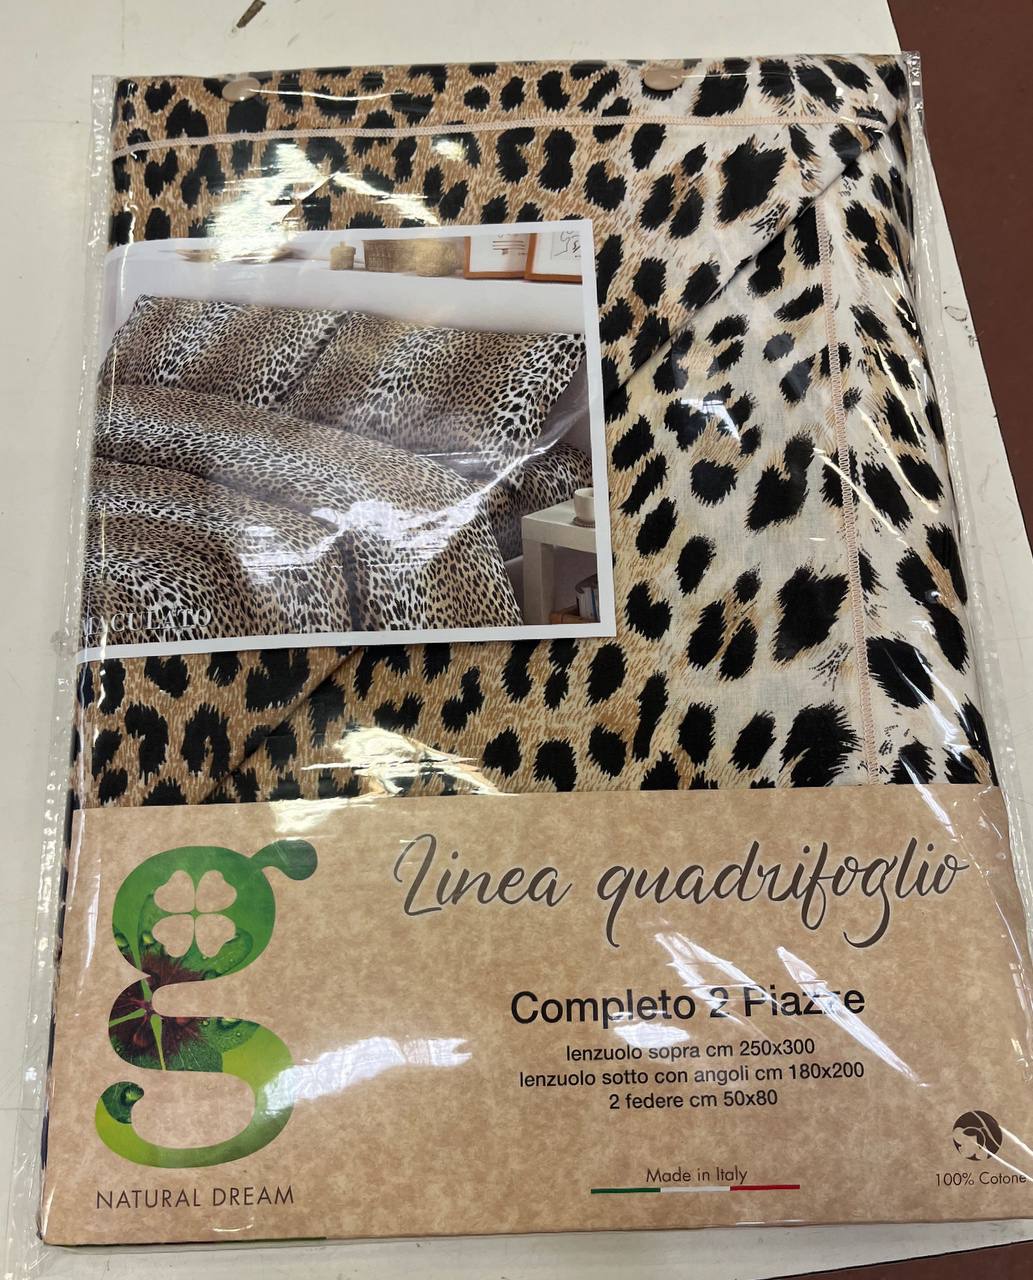 Linea quadrifoglio
Completo 2 Piazze
lenzuolo sopra cm 250x300
lenzuolo sotto con angoli cm 180x200
2 federe cm 50x80
Made in Italy
100% Cotone
NATURAL DREAM